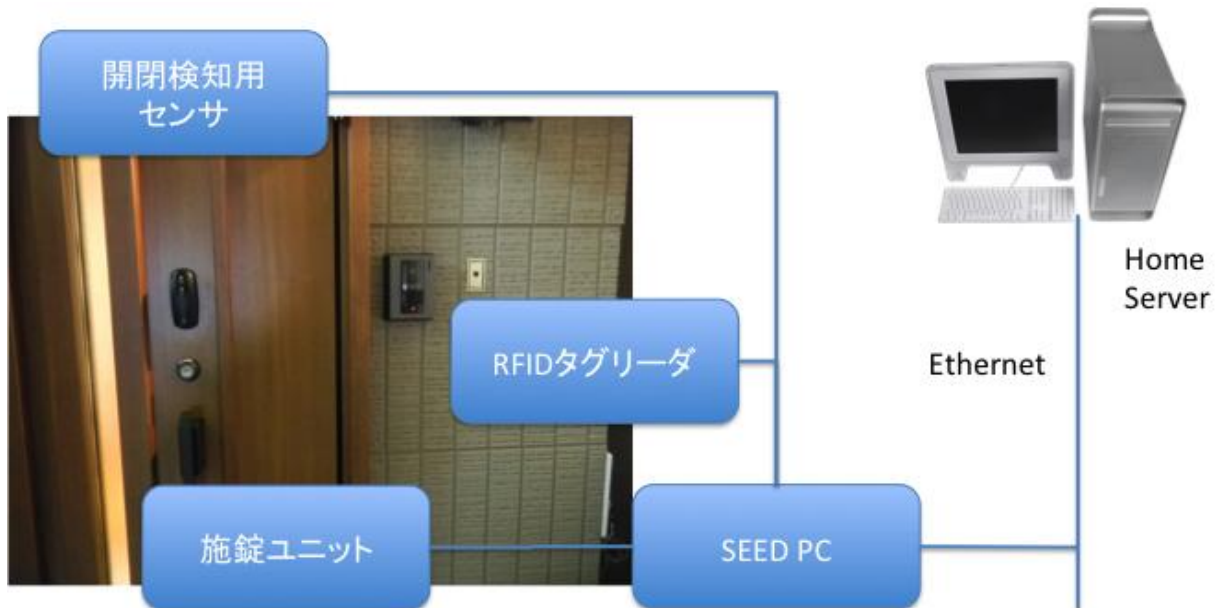 開閉検知用
センサ
Home
Server
RFIDタグリーダ
Ethernet
施錠ユニット
SEED PC